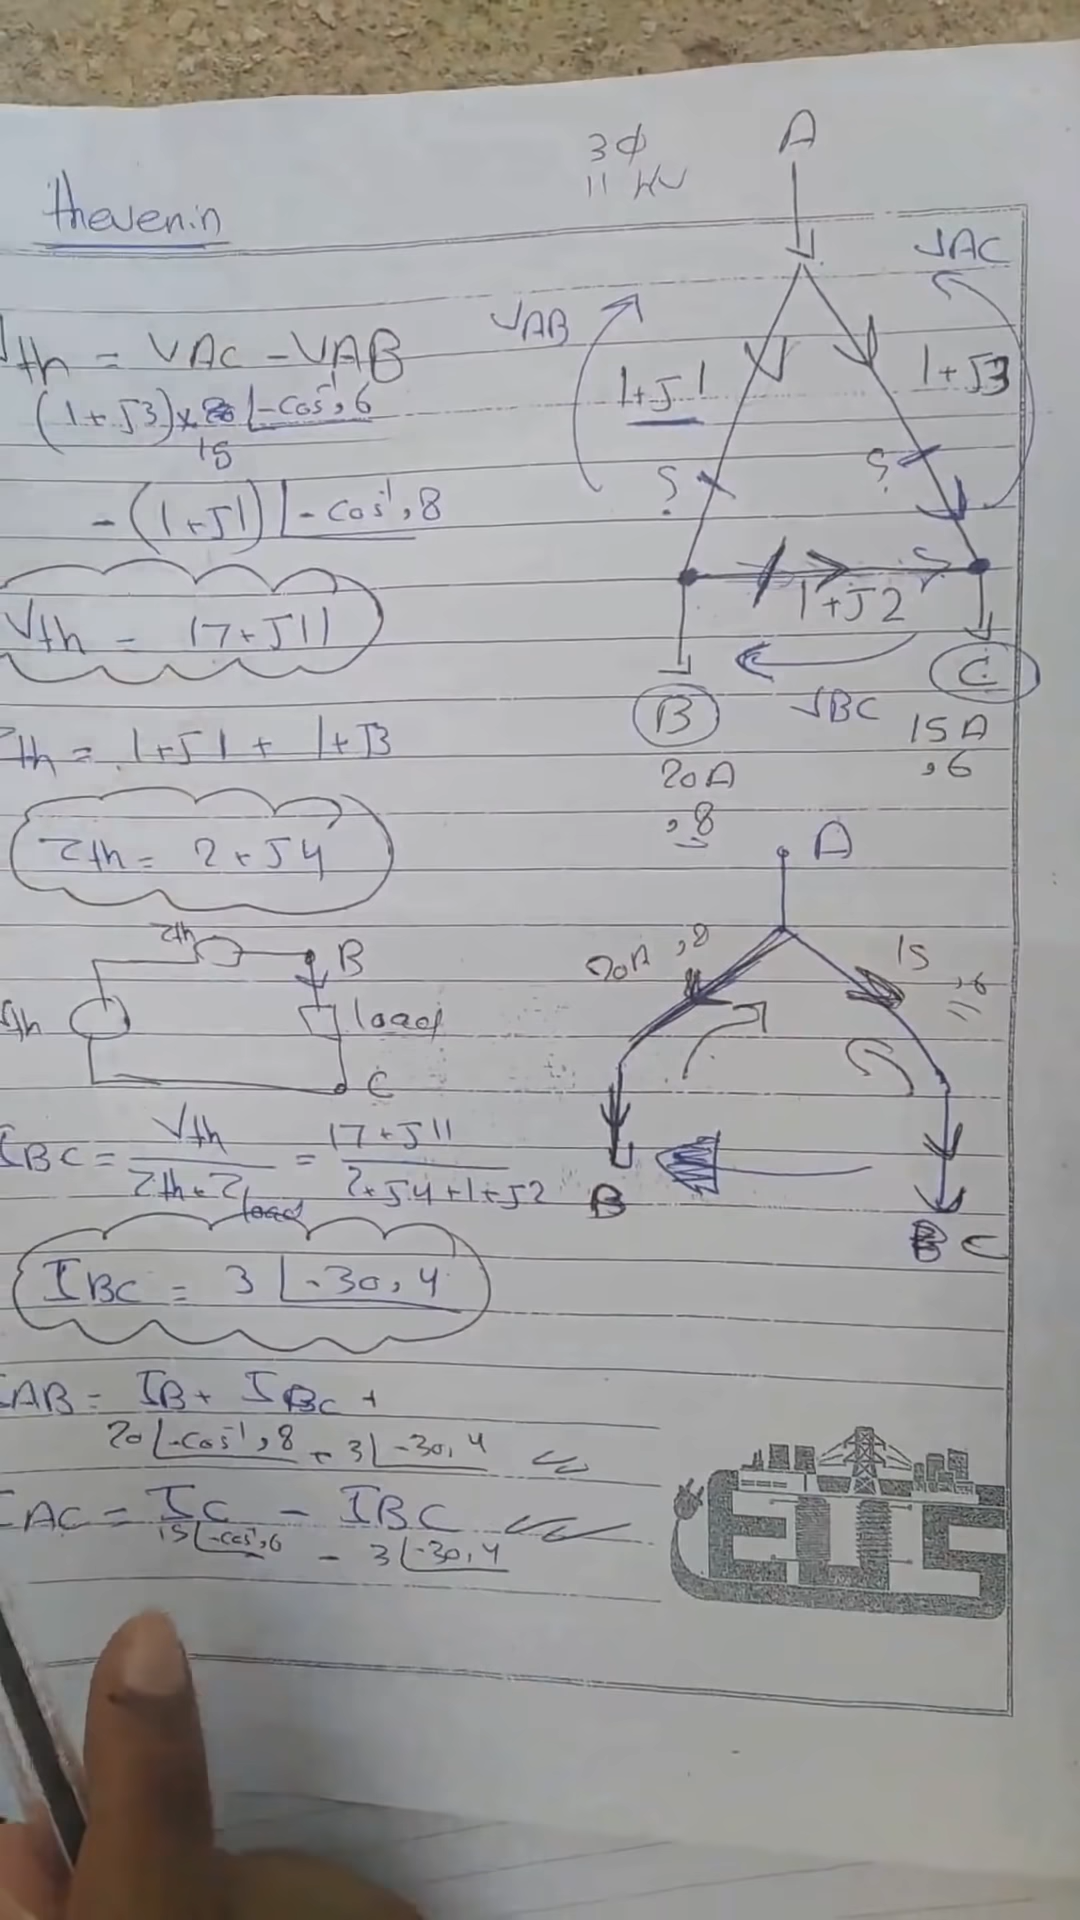 thevenin
Vth = VAC - VAB
(1+J3)× 15 ∟-cos⁻¹,6
- (1+J1) ∟-cos⁻¹,8
Vth = 17+J11
Zth = 1+J1 + 1+J3
Zth = 2+J4
Zth
B
load
C
IBC = Vth / Zth+Zload = 17+J11 / 2+J4+1+J2
IBC = 3 ∟-30,4
IAB = IB + IBC +
20 ∟-cos⁻¹,8 + 3 ∟-30,4
IAC = IC - IBC
15 ∟-cos⁻¹,6 - 3 ∟-30,4
3Φ
11 kV
A
VAC
VAB
1+J1
1+J3
?
?
1+J2
B
VBC
C
20A
,8
15A
,6
A
20A ,8
15
,6
B
C
EUS